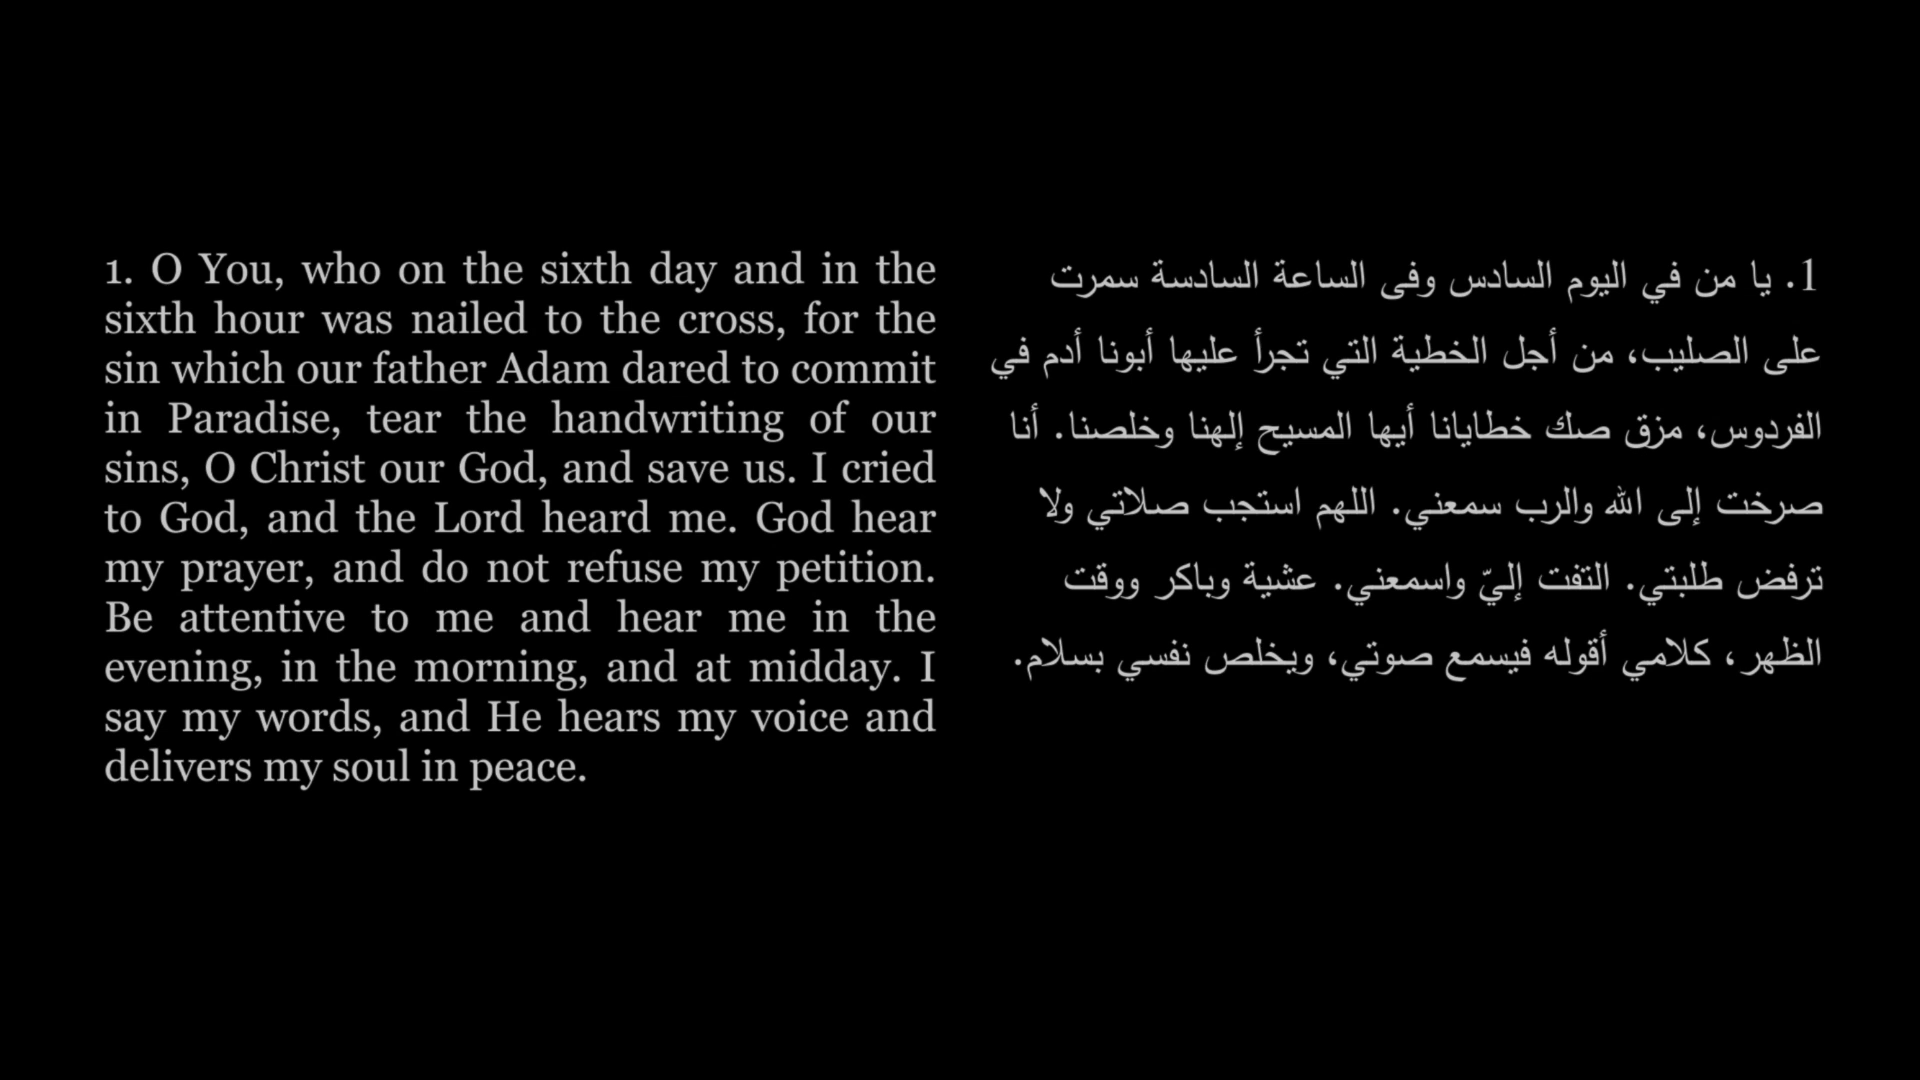 1. O You, who on the sixth day and in the
sixth hour was nailed to the cross, for the
sin which our father Adam dared to commit
in Paradise, tear the handwriting of our
sins, O Christ our God, and save us. I cried
to God, and the Lord heard me. God hear
my prayer, and do not refuse my petition.
Be attentive to me and hear me in the
evening, in the morning, and at midday. I
say my words, and He hears my voice and
delivers my soul in peace.
1. يا من في اليوم السادس وفى الساعة السادسة سمرت
على الصليب، من أجل الخطية التي تجرأ عليها أبونا أدم في
الفردوس، مزق صك خطايانا أيها المسيح إلهنا وخلصنا. أنا
صرخت إلى الله والرب سمعني. اللهم استجب صلاتي ولا
ترفض طلبتي. التفت إليّ واسمعني. عشية وباكر ووقت
الظهر، كلامي أقوله فيسمع صوتي، ويخلص نفسي بسلام.